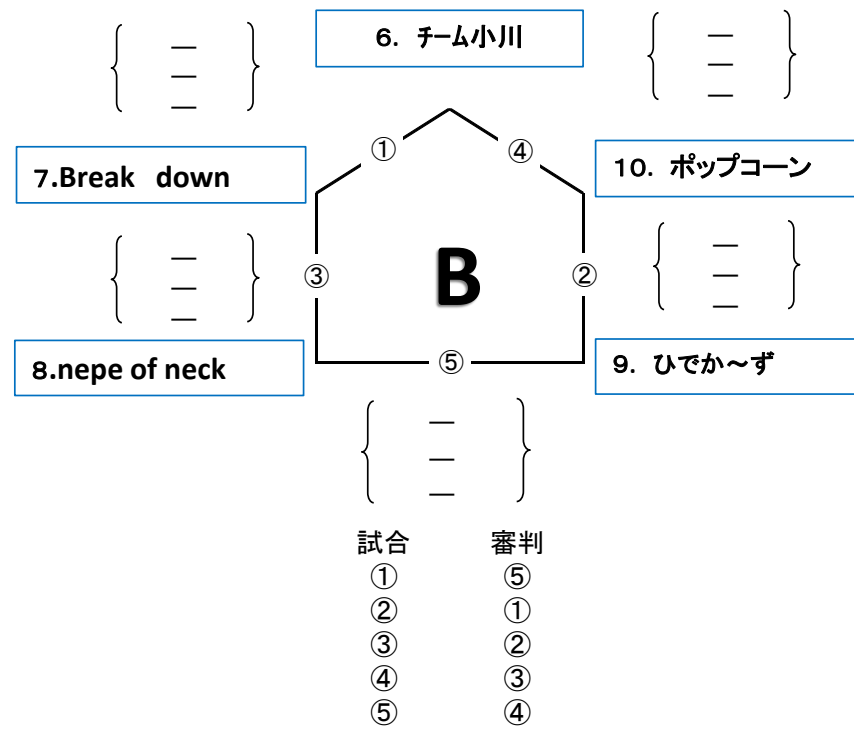 6. チーム小川
①
④
7.Break down
10. ポップコーン
③
B
②
8.nepe of neck
⑤
9. ひでか～ず
試合 審判
① ⑤
② ①
③ ②
④ ③
⑤ ④